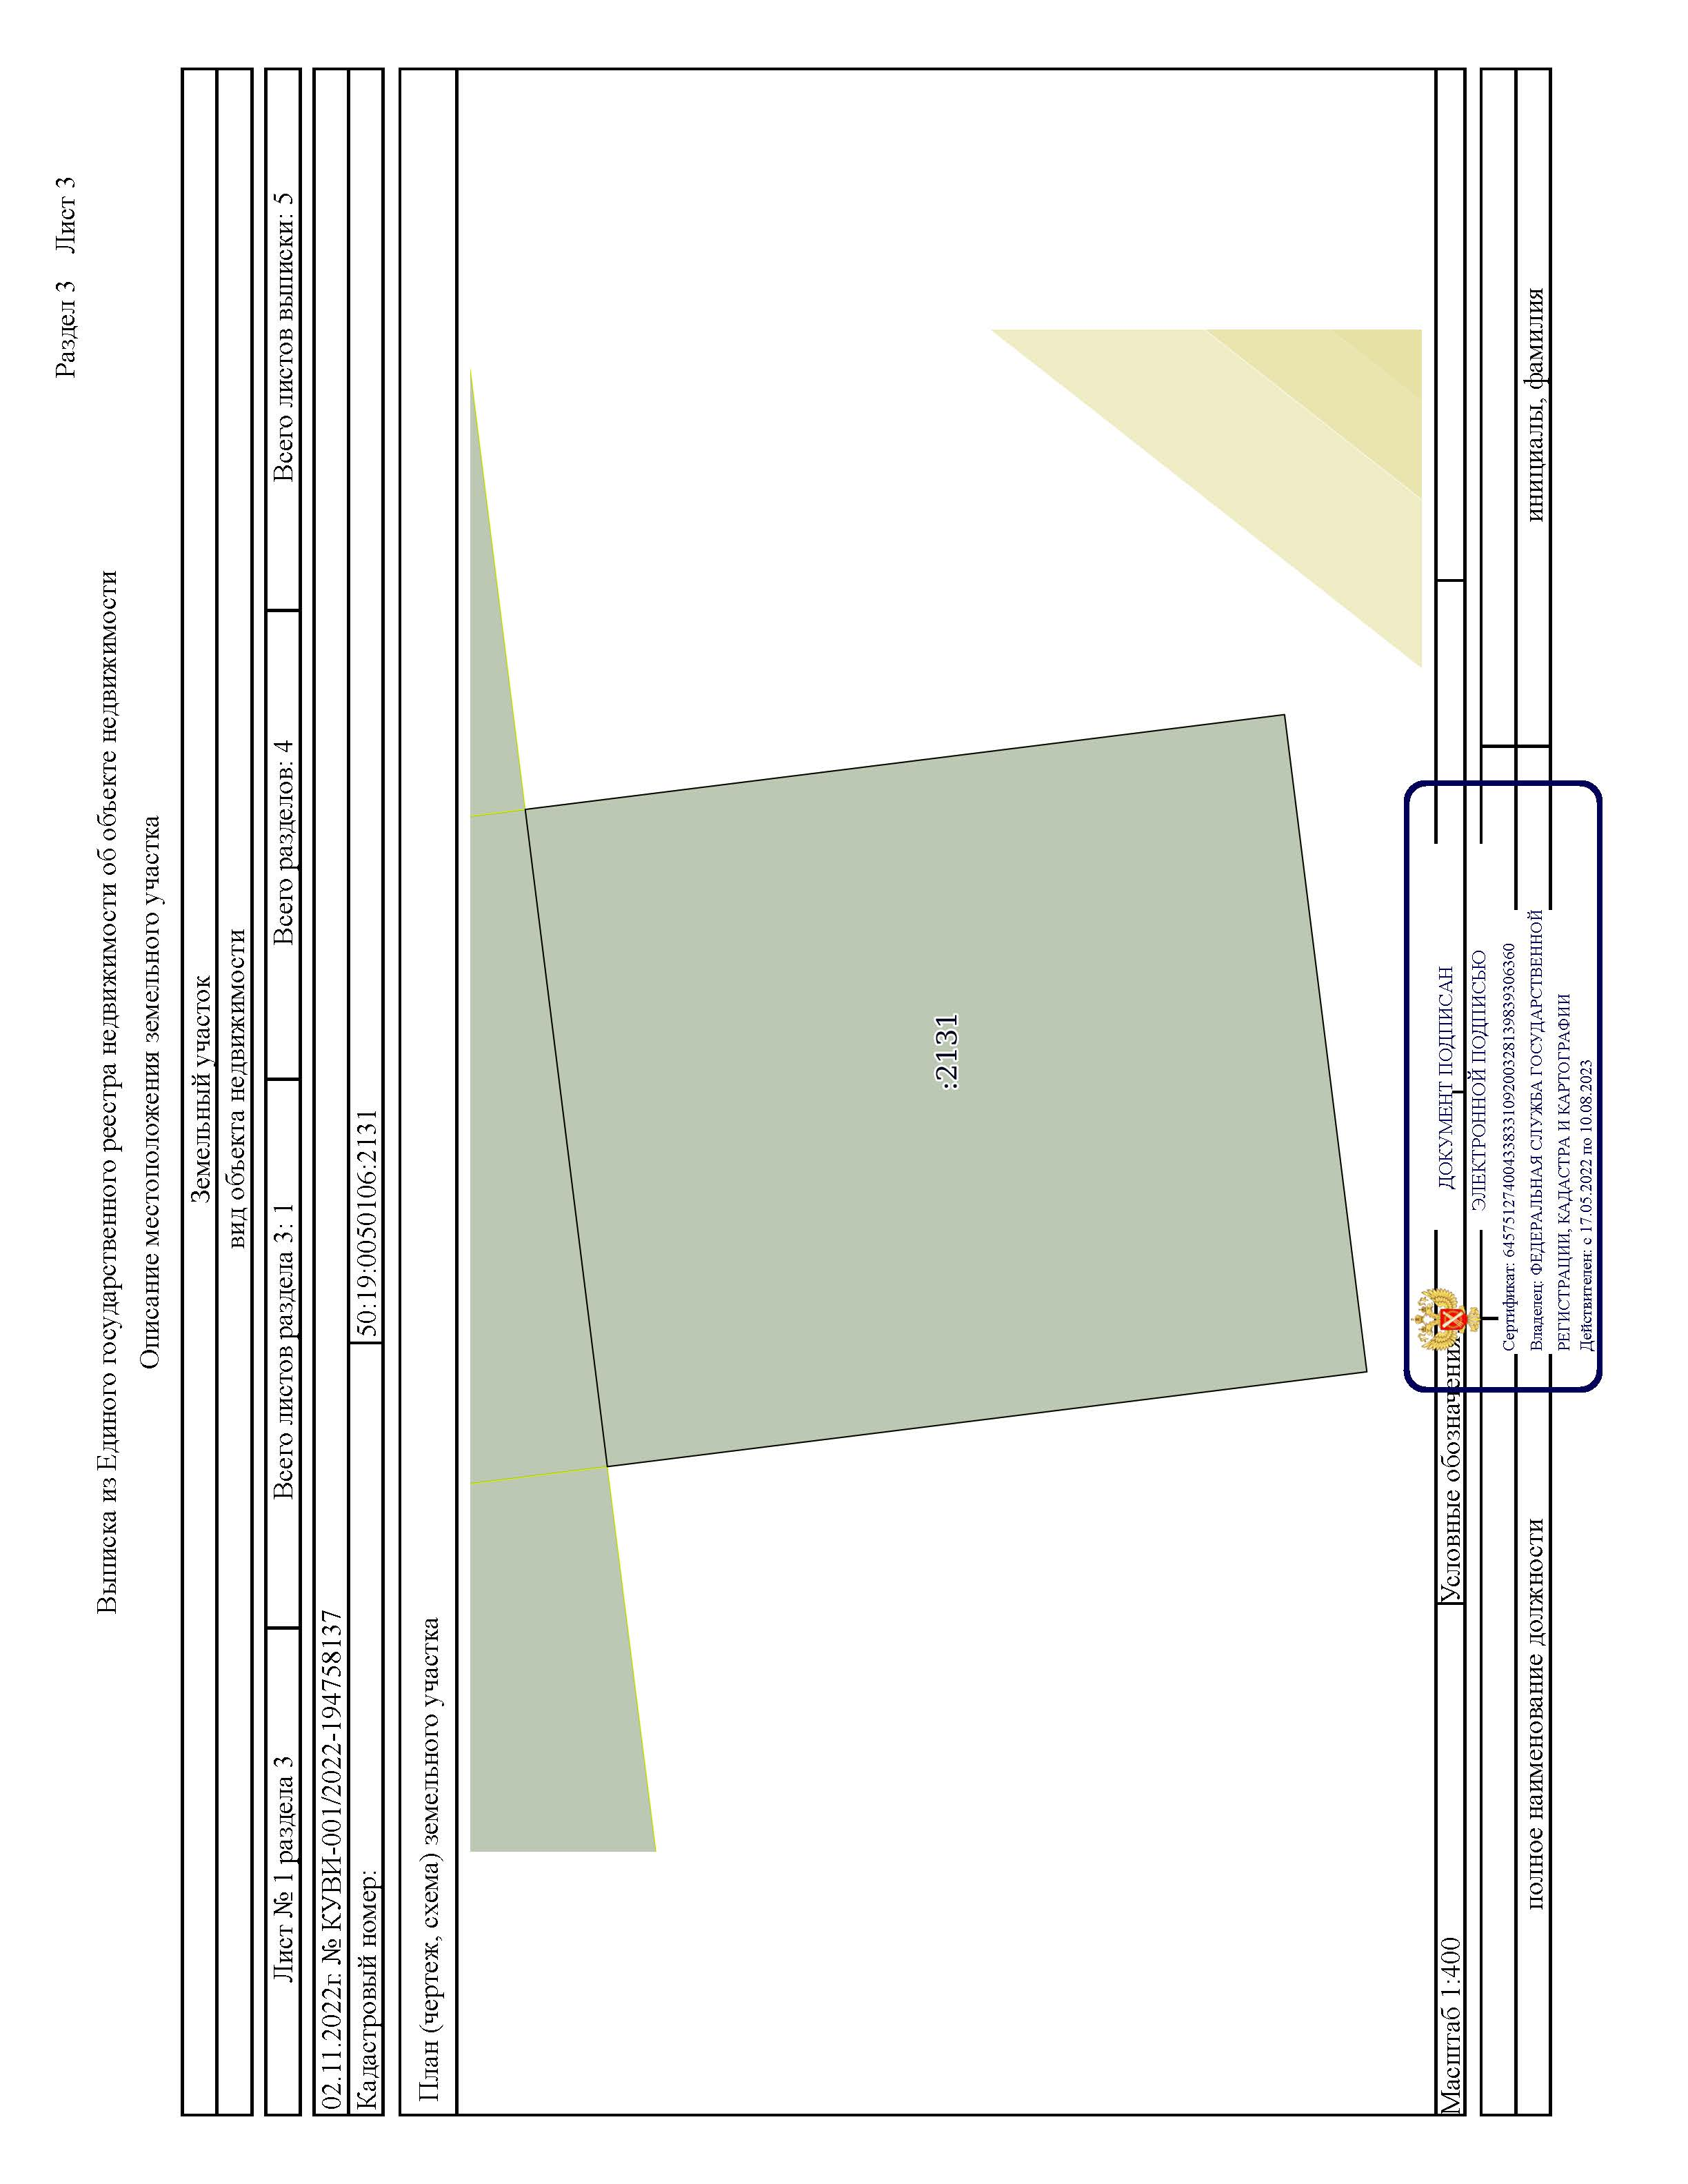 Раздел 3 Лист 3
Выписка из Единого государственного реестра недвижимости об объекте недвижимости
Описание местоположения земельного участка
Земельный участок
вид объекта недвижимости
Лист № 1 раздела 3 Всего листов раздела 3: 1 Всего разделов: 4 Всего листов выписки: 5
02.11.2022г. № КУВИ-001/2022-194758137
Кадастровый номер: 50:19:0050106:2131
План (чертеж, схема) земельного участка
:2131
Масштаб 1:400 Условные обозначения
ДОКУМЕНТ ПОДПИСАН
ЭЛЕКТРОННОЙ ПОДПИСЬЮ
Сертификат: 645751274004338331092003281398393063​60
Владелец: ФЕДЕРАЛЬНАЯ СЛУЖБА ГОСУДАРСТВЕННОЙ
РЕГИСТРАЦИИ, КАДАСТРА И КАРТОГРАФИИ
Действителен: с 17.05.2022 по 10.08.2023
полное наименование должности инициалы, фамилия